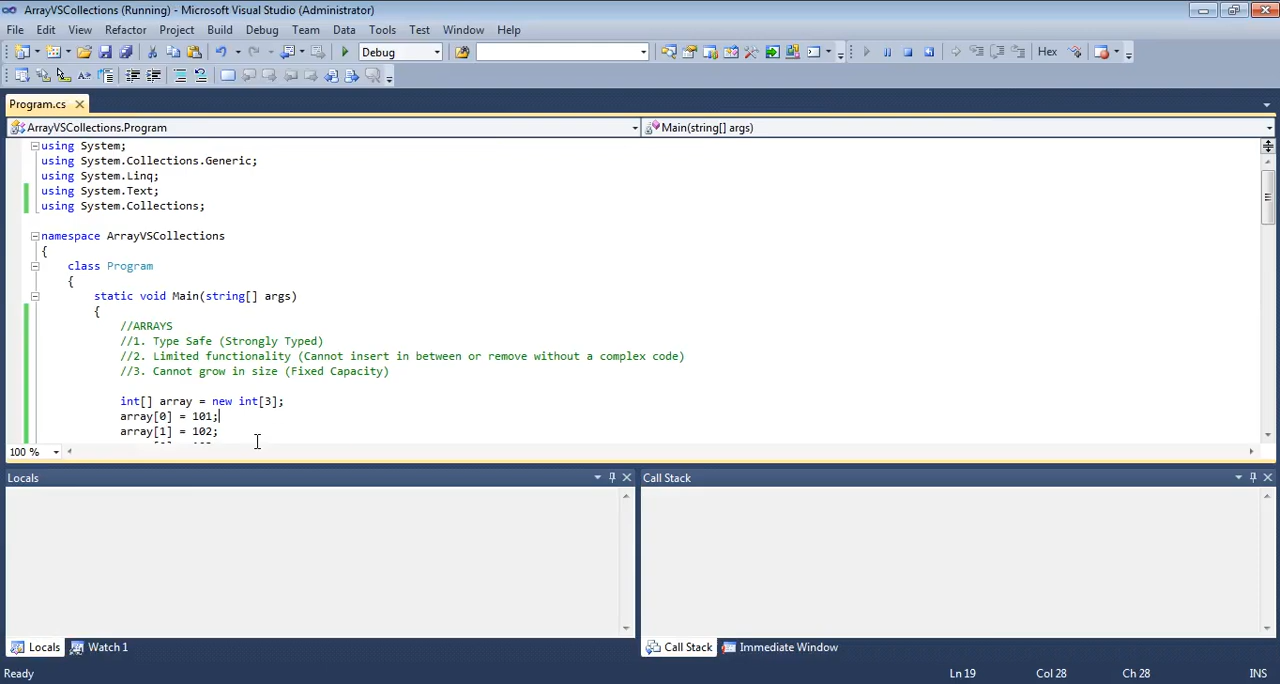 ArrayVSCollections (Running) - Microsoft Visual Studio (Administrator)
File Edit View Refactor Project Build Debug Team Data Tools Test Window Help
Debug Hex
Program.cs
ArrayVSCollections.Program Main(string[] args)
using System;
using System.Collections.Generic;
using System.Linq;
using System.Text;
using System.Collections;
namespace ArrayVSCollections
{
class Program
{
static void Main(string[] args)
{
//ARRAYS
//1. Type Safe (Strongly Typed)
//2. Limited functionality (Cannot insert in between or remove without a complex code)
//3. Cannot grow in size (Fixed Capacity)
int[] array = new int[3];
array[0] = 101;
array[1] = 102;
100 %
Locals Call Stack
Locals Watch 1 Call Stack Immediate Window
Ready Ln 19 Col 28 Ch 28 INS